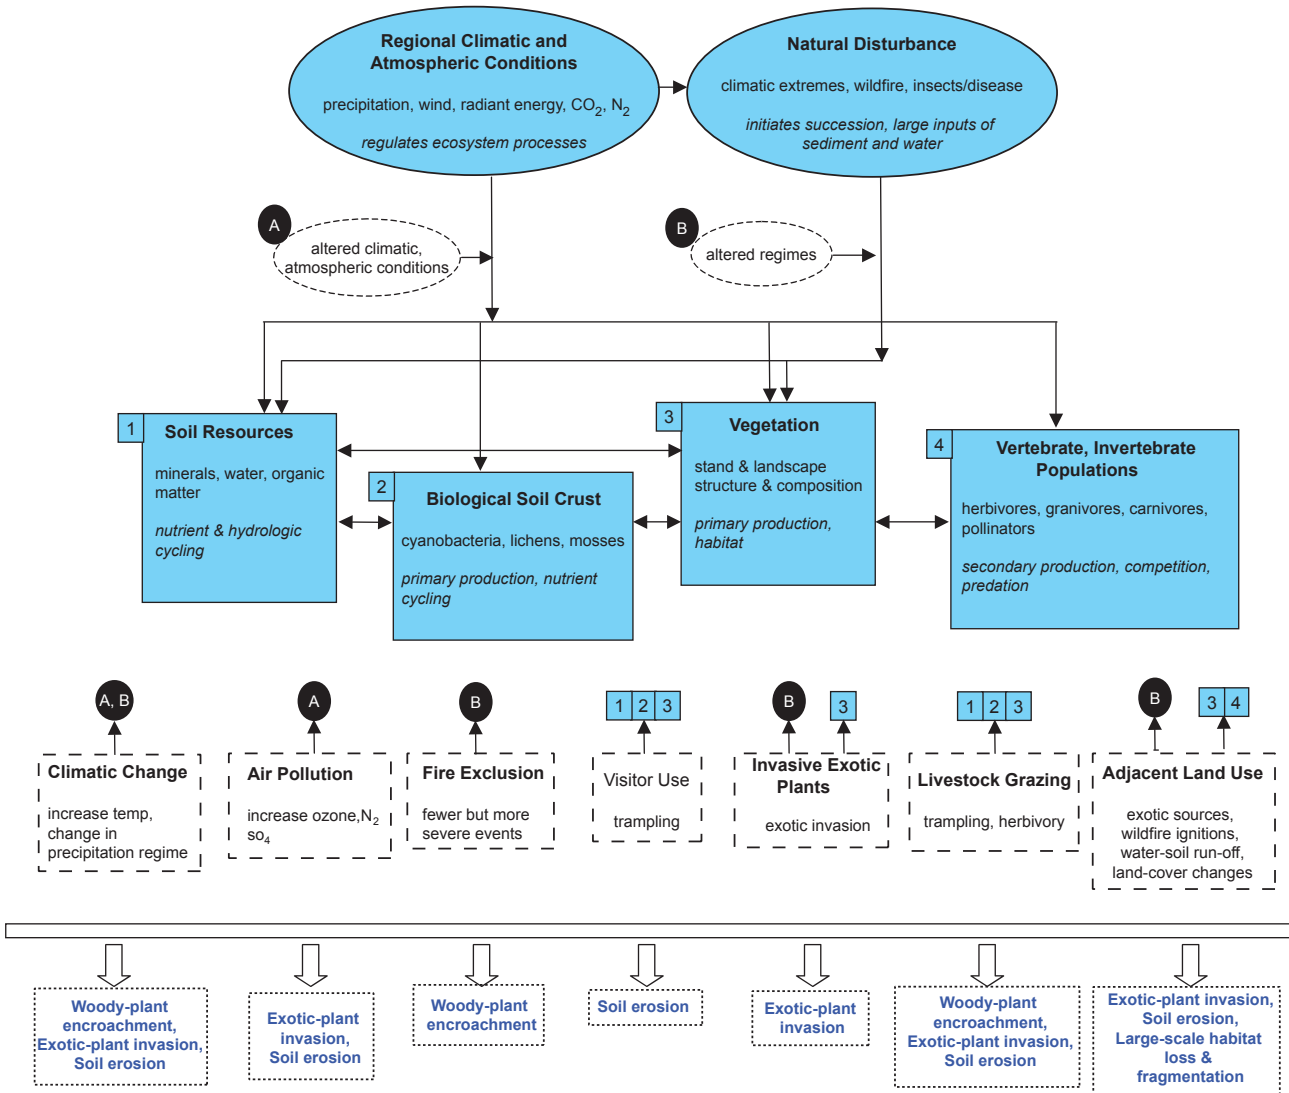 Regional Climatic and
Atmospheric Conditions
precipitation, wind, radiant energy, CO2, N2
regulates ecosystem processes
Natural Disturbance
climatic extremes, wildfire, insects/disease
initiates succession, large inputs of
sediment and water
A
altered climatic,
atmospheric conditions
B
altered regimes
1
Soil Resources
minerals, water, organic
matter
nutrient & hydrologic
cycling
2
Biological Soil Crust
cyanobacteria, lichens, mosses
primary production, nutrient
cycling
3
Vegetation
stand & landscape
structure & composition
primary production,
habitat
4
Vertebrate, Invertebrate
Populations
herbivores, granivores, carnivores,
pollinators
secondary production, competition,
predation
A, B
Climatic Change
increase temp,
change in
precipitation regime
A
Air Pollution
increase ozone,N2
so4
B
Fire Exclusion
fewer but more
severe events
1 2 3
Visitor Use
trampling
B 3
Invasive Exotic
Plants
exotic invasion
1 2 3
Livestock Grazing
trampling, herbivory
B 3 4
Adjacent Land Use
exotic sources,
wildfire ignitions,
water-soil run-off,
land-cover changes
Woody-plant
encroachment,
Exotic-plant invasion,
Soil erosion
Exotic-plant
invasion,
Soil erosion
Woody-plant
encroachment
Soil erosion
Exotic-plant
invasion
Woody-plant
encroachment,
Exotic-plant invasion,
Soil erosion
Exotic-plant invasion,
Soil erosion,
Large-scale habitat
loss &
fragmentation